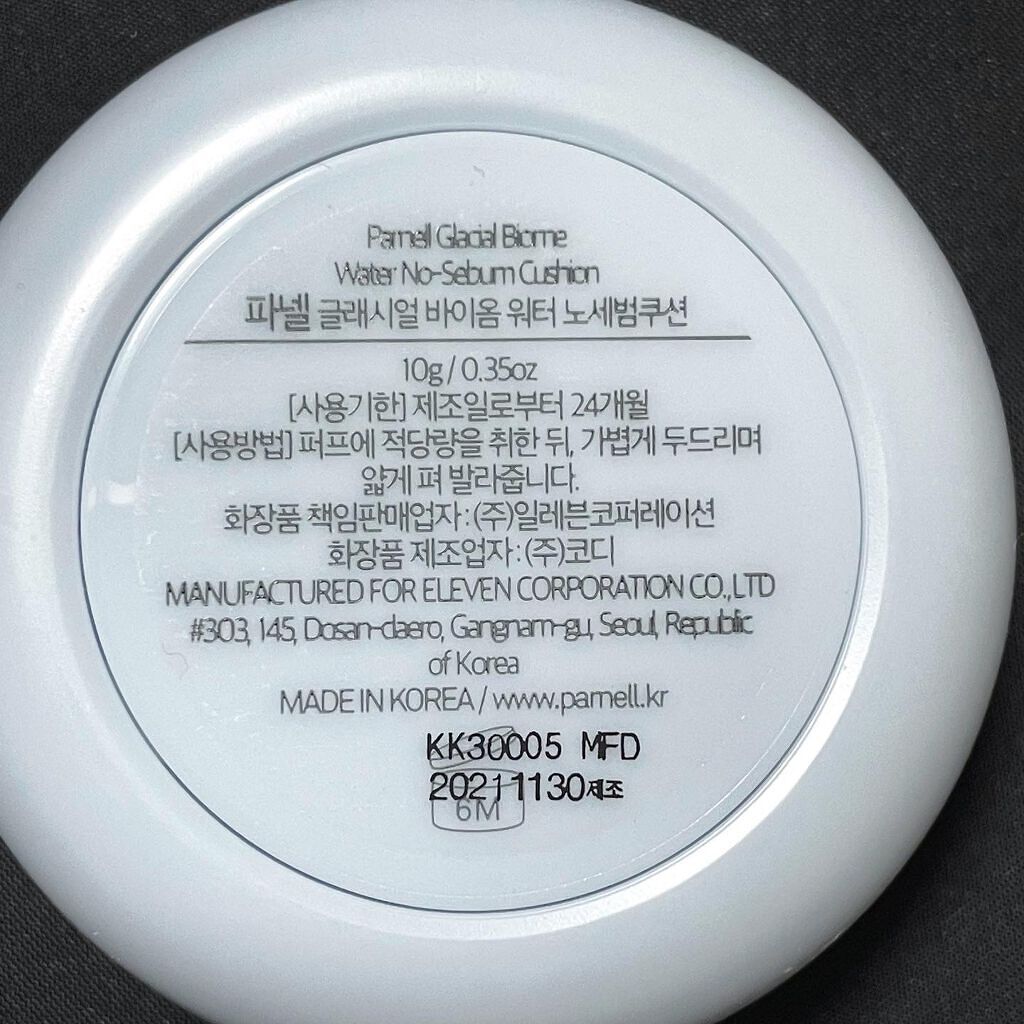 Parnell Glacial Biome
Water No-Sebum Cushion
파넬 글래시얼 바이옴 워터 노세범쿠션
10g / 0.35oz
[사용기한] 제조일로부터 24개월
[사용방법] 퍼프에 적당량을 취한 뒤, 가볍게 두드리며
얇게 펴 발라줍니다.
화장품 책임판매업자 : (주)일레븐코퍼레이션
화장품 제조업자 : (주)코디
MANUFACTURED FOR ELEVEN CORPORATION CO., LTD
#303, 145, Dosan-daero, Gangnam-gu, Seoul, Republic
of Korea
MADE IN KOREA / www.parnell.kr
KK30005 MFD
20211130제조
6M